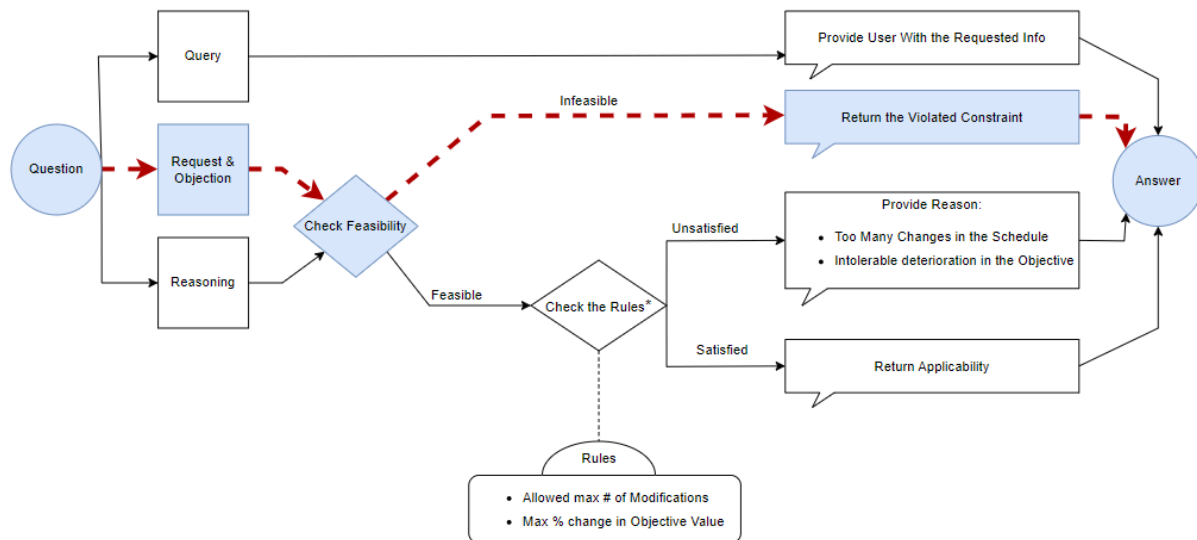 Query
Provide User With the Requested Info
Infeasible
Return the Violated Constraint
Question
Request &
Objection
Answer
Check Feasibility
Provide Reason:
Unsatisfied
• Too Many Changes in the Schedule
• Intolerable deterioration in the Objective
Reasoning
Feasible
Check the Rules*
Satisfied
Return Applicability
Rules
• Allowed max # of Modifications
• Max % change in Objective Value